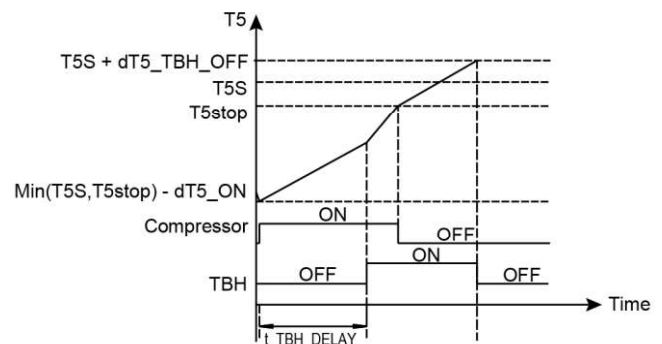 T5
T5S + dT5_TBH_OFF
T5S
T5stop
Min(T5S,T5stop) - dT5_ON
Compressor
ON
OFF
TBH
OFF
ON
OFF
Time
t_TBH_DELAY